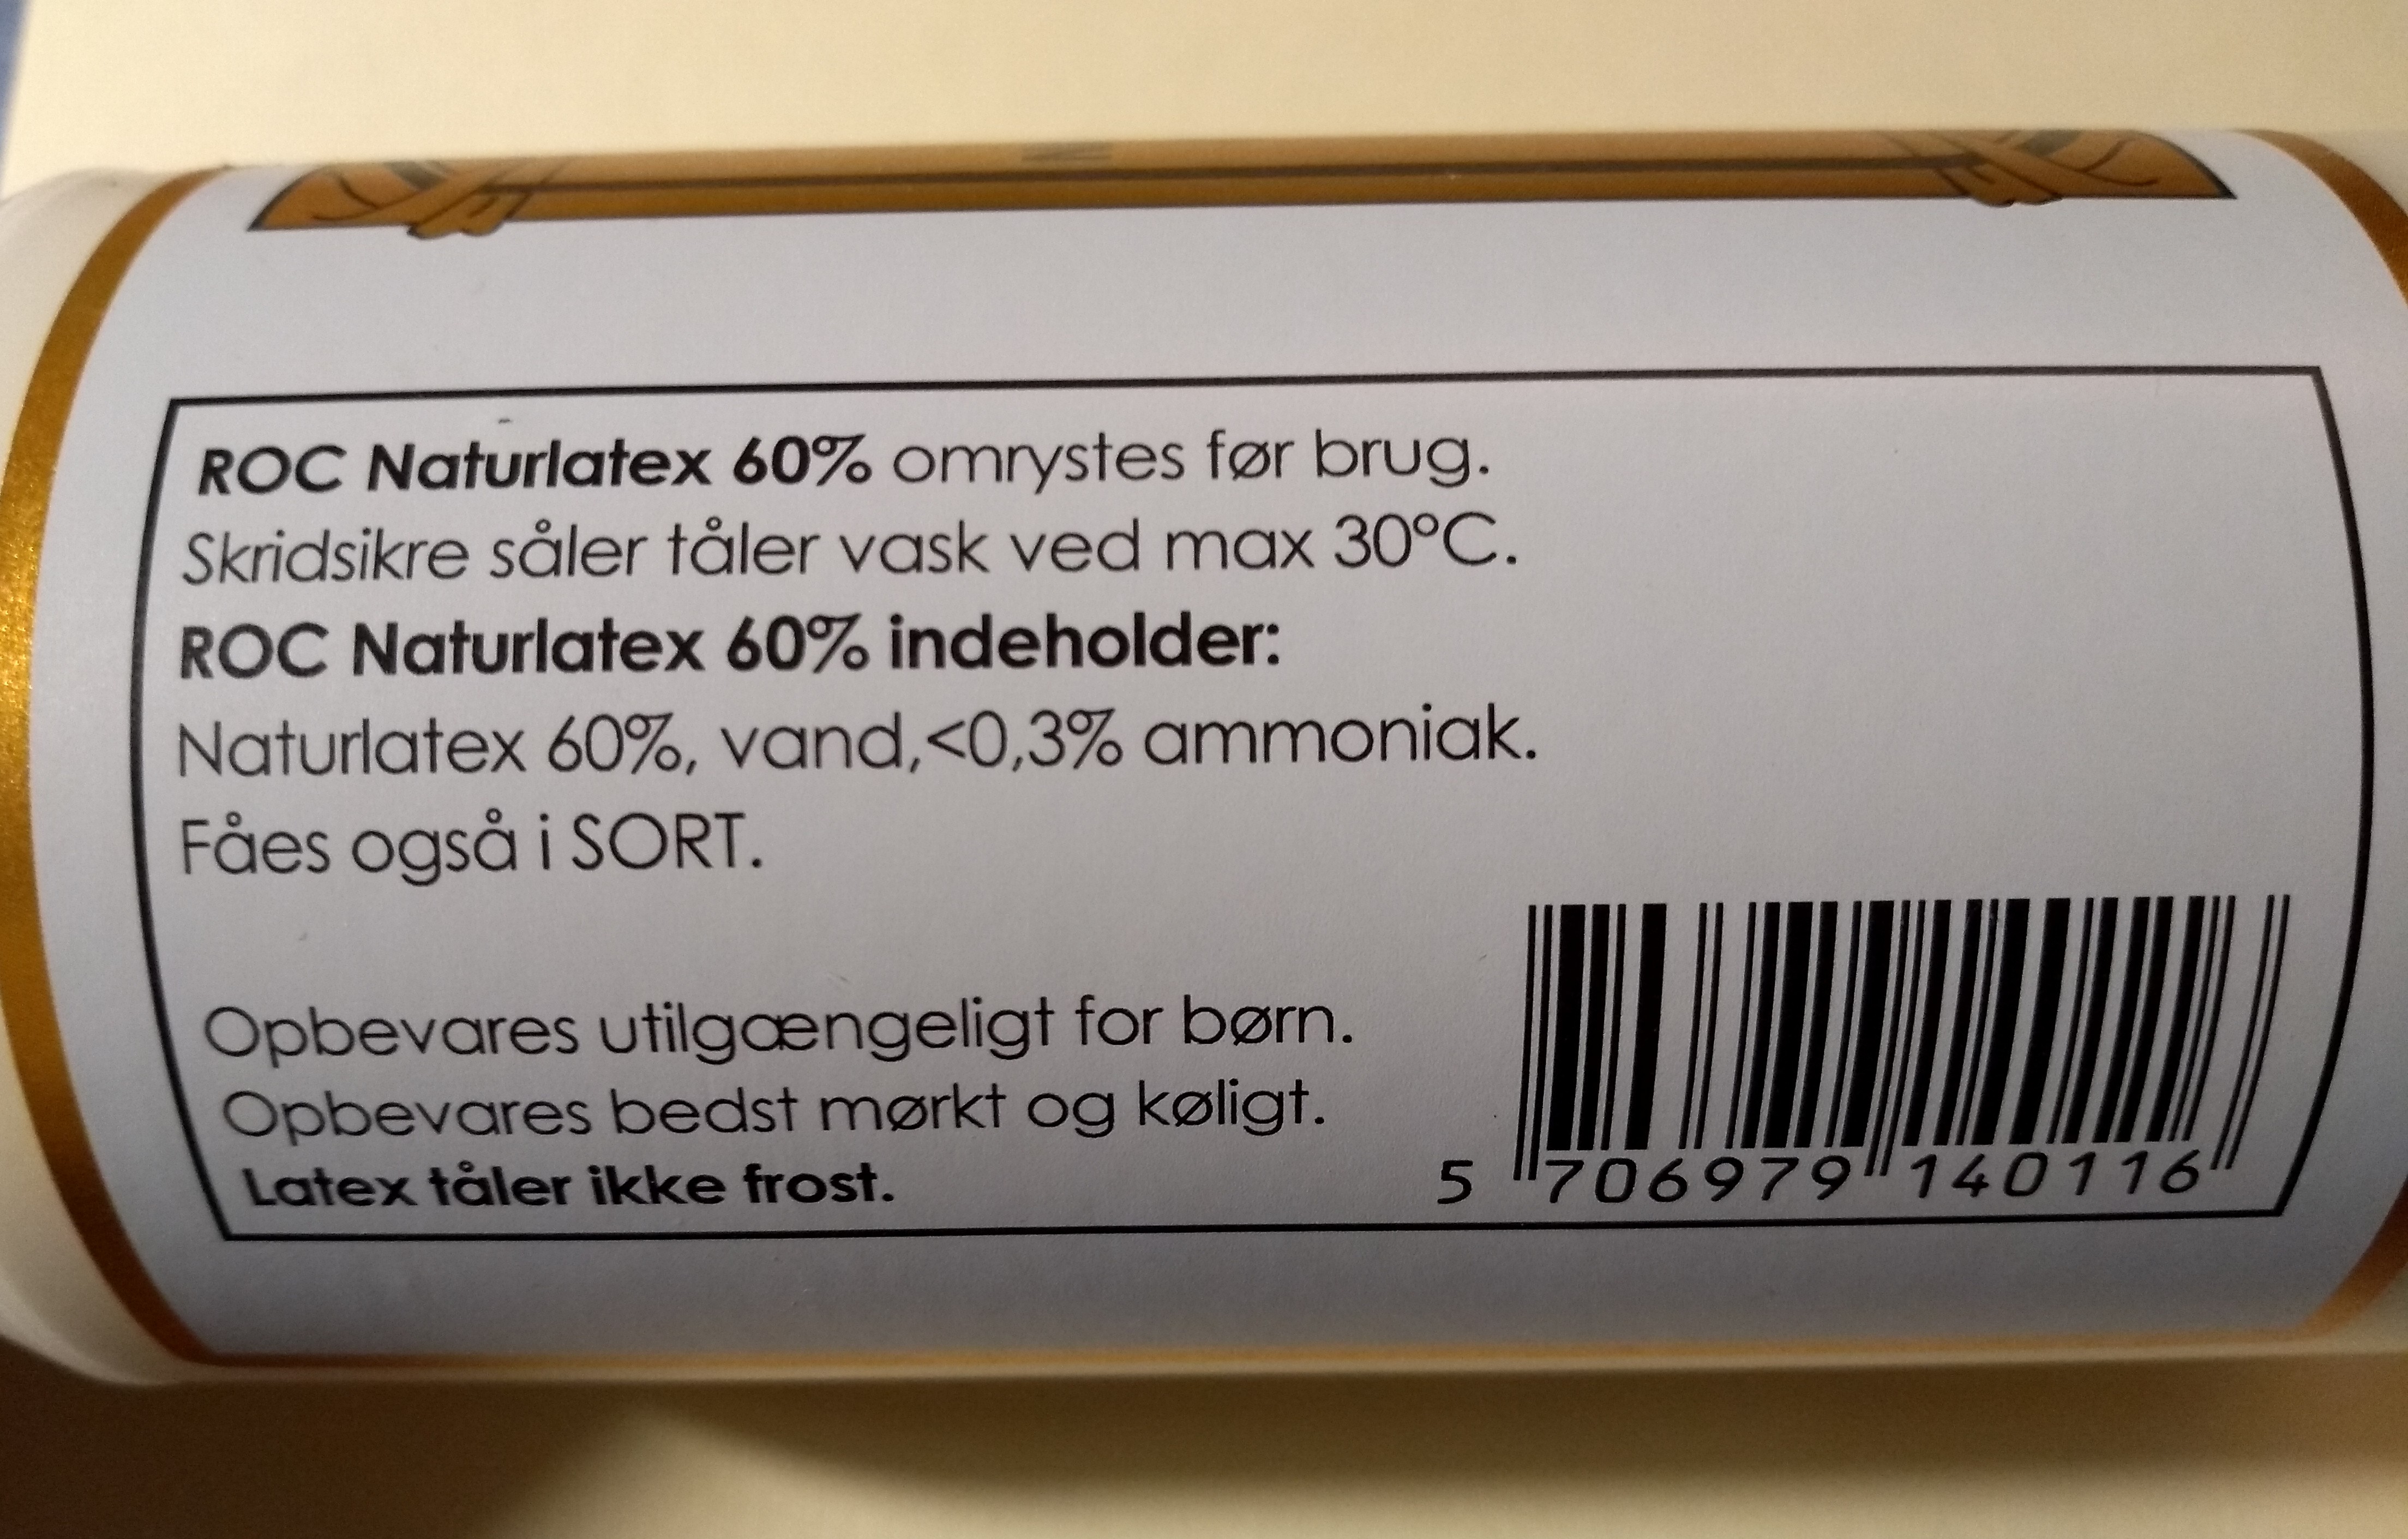 ROC Naturlatex 60% omrystes før brug.
Skridsikre såler tåler vask ved max 30°C.
ROC Naturlatex 60% indeholder:
Naturlatex 60%, vand,<0,3% ammoniak.
Fåes også i SORT.
Opbevares utilgængeligt for børn.
Opbevares bedst mørkt og køligt.
Latex tåler ikke frost.
5 706979 140116